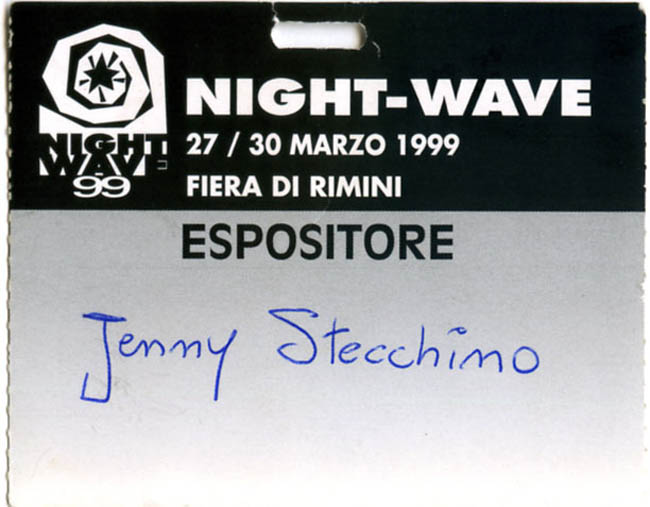 NIGHT WAVE
99
NIGHT-WAVE
27 / 30 MARZO 1999
FIERA DI RIMINI
ESPOSITORE
Jenny Stecchino